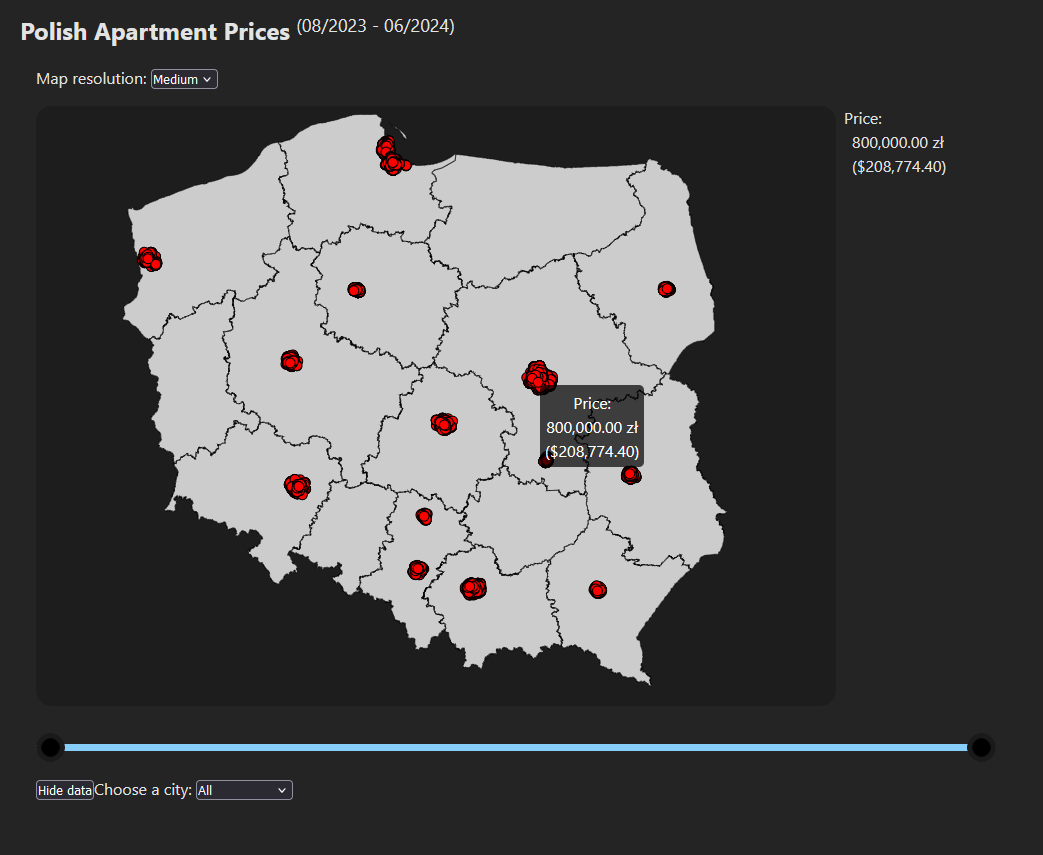 Polish Apartment Prices (08/2023 - 06/2024)
Map resolution: Medium
Price:
800,000.00 zł
($208,774.40)
Price:
800,000.00 zł
($208,774.40)
Hide data Choose a city: All